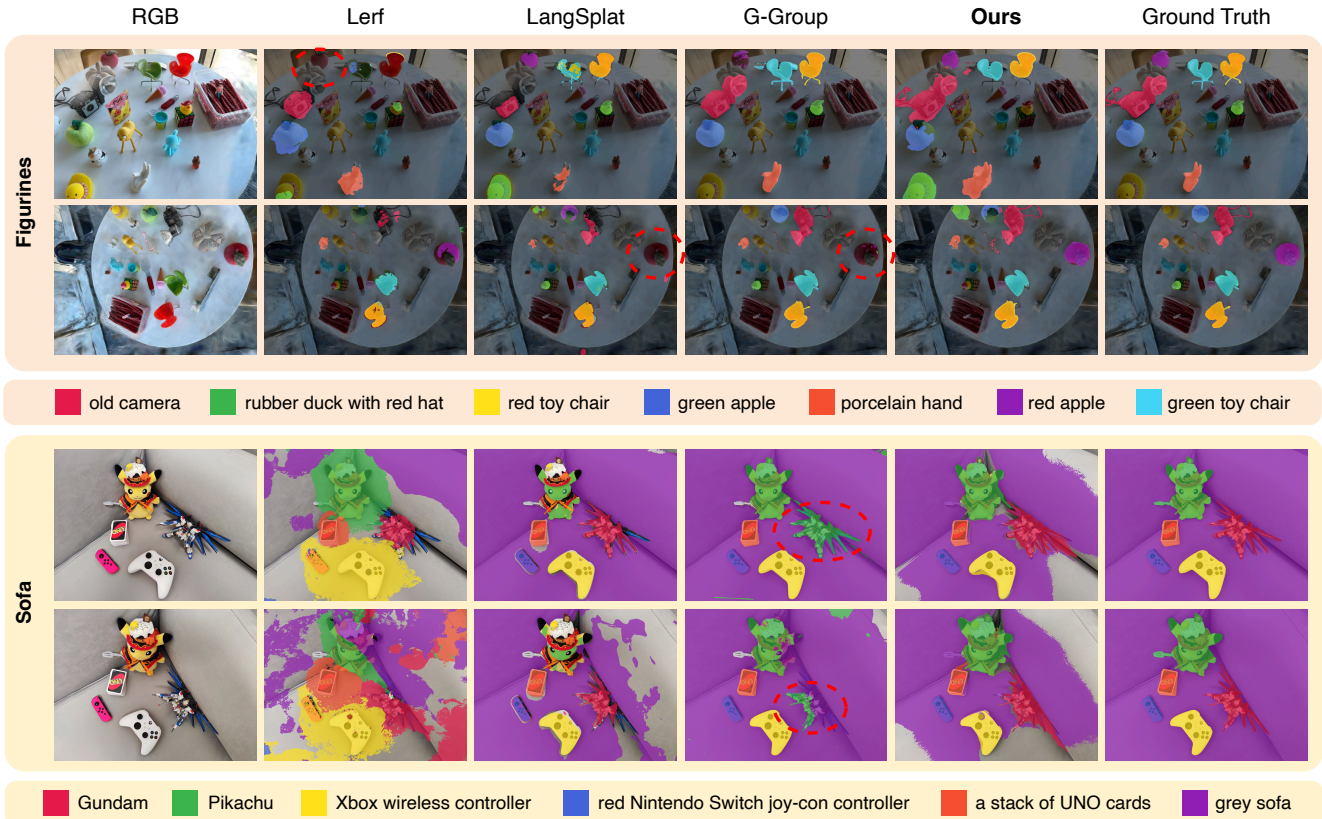 RGB Lerf LangSplat G-Group Ours Ground Truth
Figurines
old camera rubber duck with red hat red toy chair green apple porcelain hand red apple green toy chair
Sofa
Gundam Pikachu Xbox wireless controller red Nintendo Switch joy-con controller a stack of UNO cards grey sofa